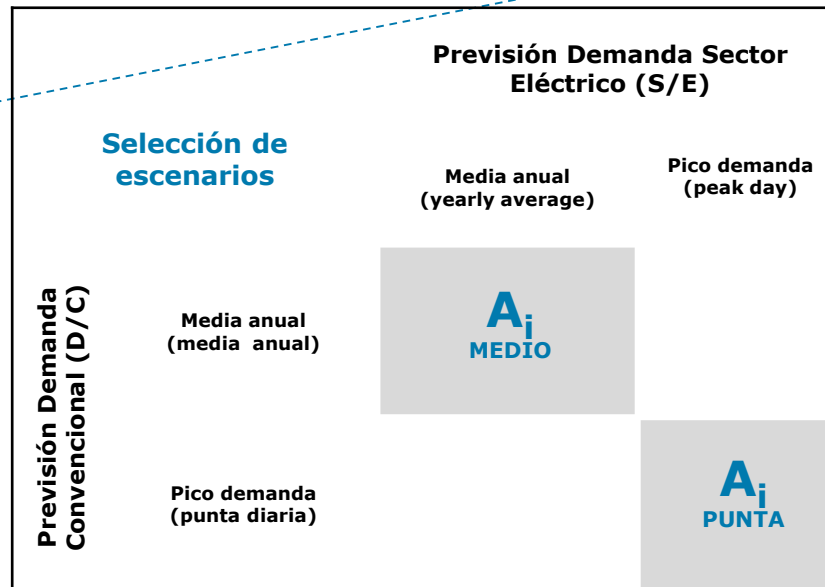 Previsión Demanda Sector
Eléctrico (S/E)
Selección de
escenarios
Media anual
(yearly average)
Pico demanda
(peak day)
Previsión Demanda
Convencional (D/C)
Media anual
(media  anual)
Ai
MEDIO
Pico demanda
(punta diaria)
Ai
PUNTA